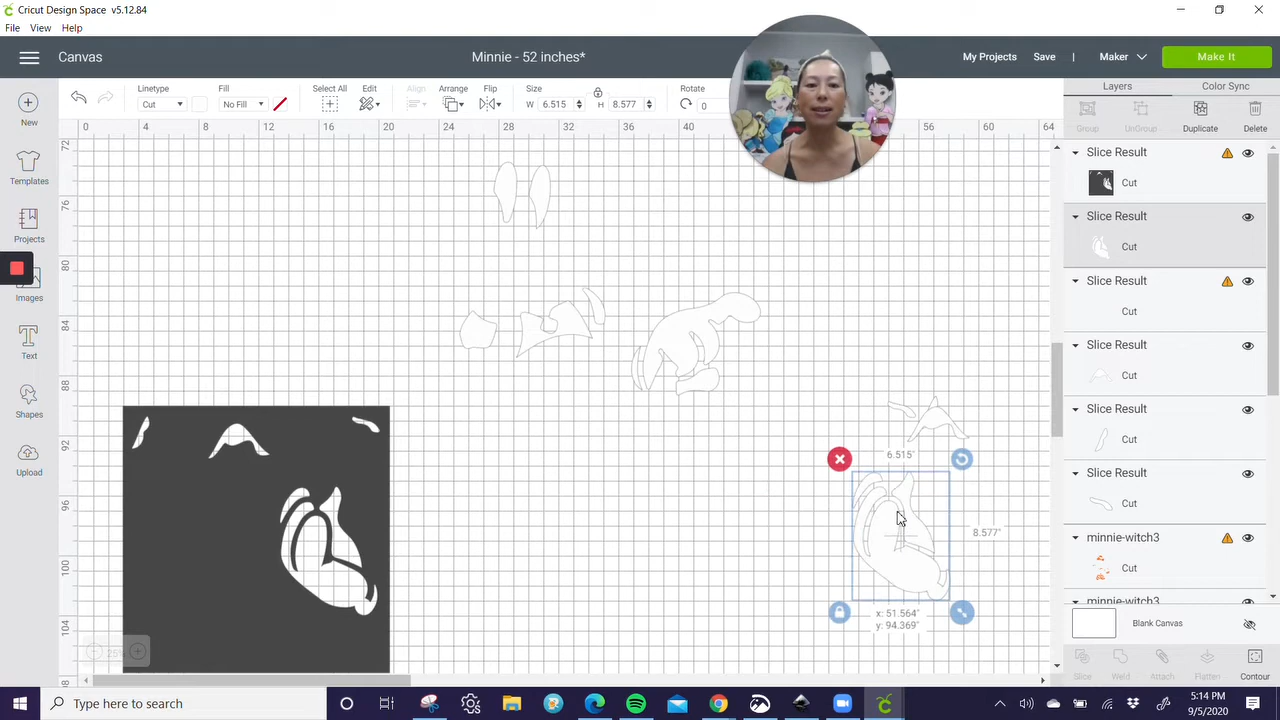 Cricut Design Space v5.12.84
File View Help
Canvas
Minnie - 52 inches*
My Projects Save | Maker Make It
Linetype
Cut
Fill
No Fill
Select All
Edit
Align
Arrange
Flip
Size
W 6.515 H 8.577
Rotate
0
Layers Color Sync
Group UnGroup Duplicate Delete
New
Templates
Projects
Images
Text
Shapes
Upload
0 4 8 12 16 20 24 28 32 36 40 56 60 64
72
76
80
84
88
92
96
100
104
6.515"
8.577"
x: 51.564"
y: 94.369"
25%
Slice Result
Cut
Slice Result
Cut
Slice Result
Cut
Slice Result
Cut
Slice Result
Cut
Slice Result
Cut
minnie-witch3
Cut
minnie-witch3
Blank Canvas
Slice Weld Attach Flatten Contour
Type here to search
5:14 PM
9/5/2020